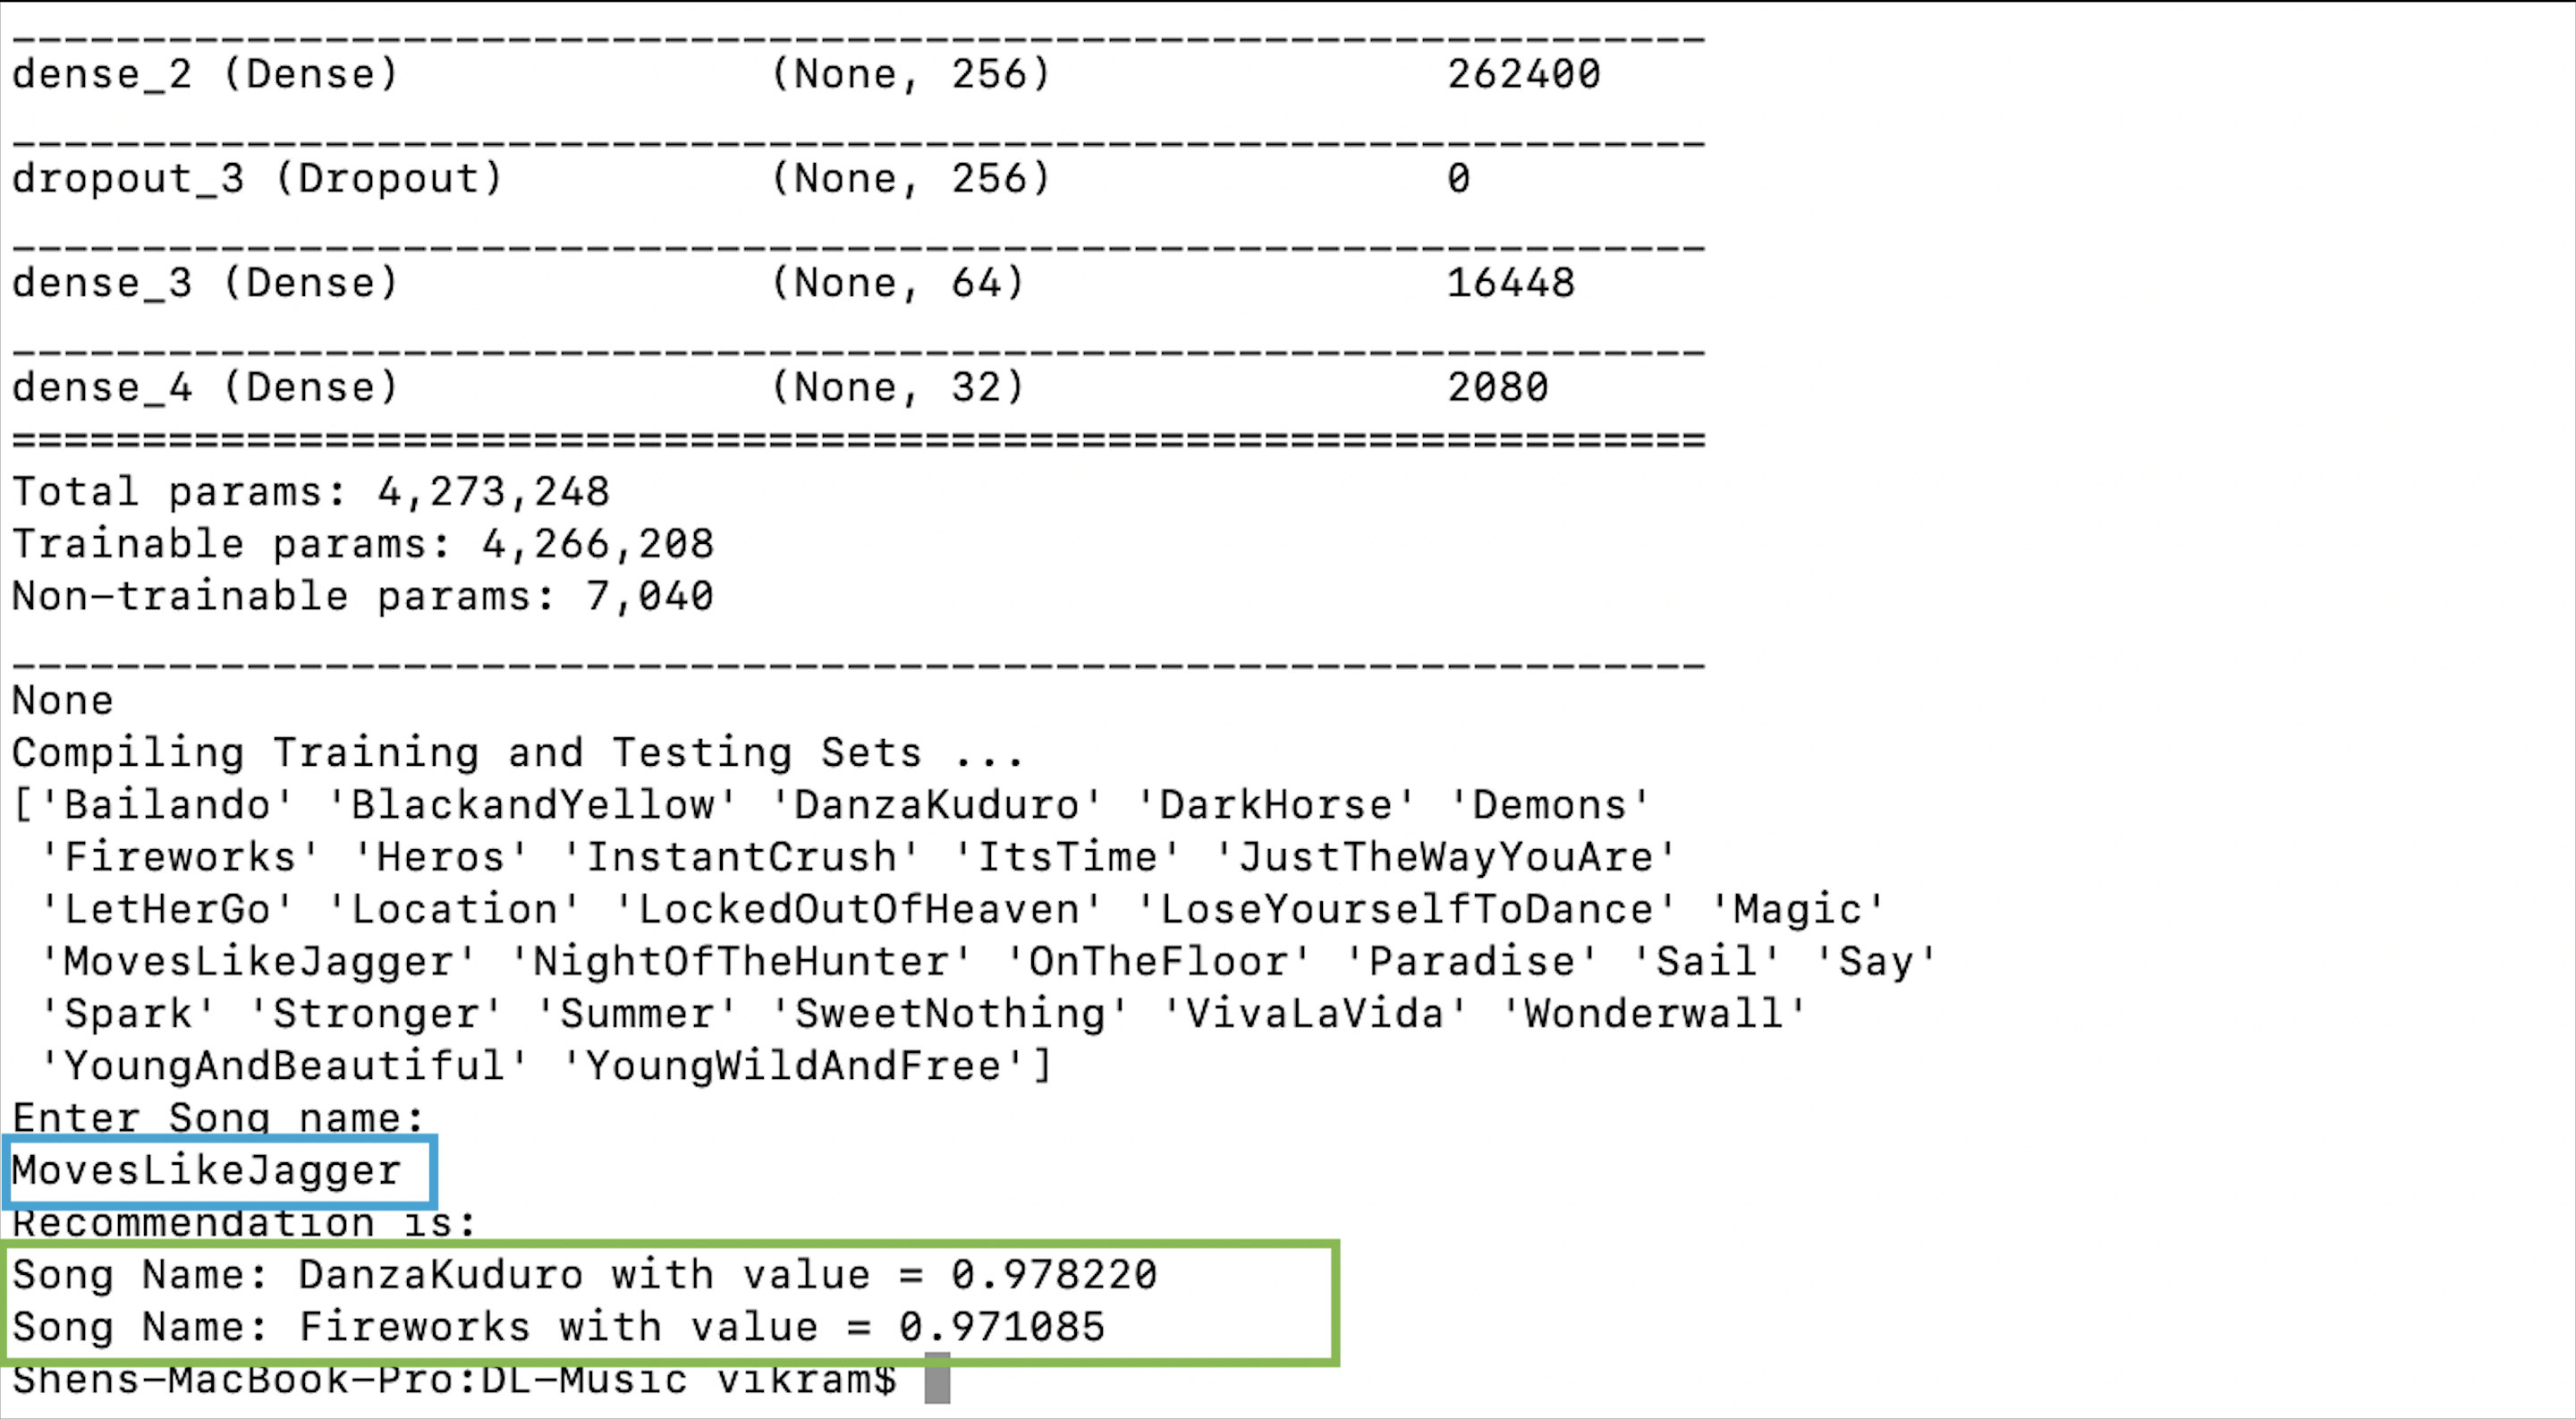 dense_2 (Dense) (None, 256) 262400
dropout_3 (Dropout) (None, 256) 0
dense_3 (Dense) (None, 64) 16448
dense_4 (Dense) (None, 32) 2080
=================================================================
Total params: 4,273,248
Trainable params: 4,266,208
Non-trainable params: 7,040
None
Compiling Training and Testing Sets ...
['Bailando' 'BlackandYellow' 'DanzaKuduro' 'DarkHorse' 'Demons'
'Fireworks' 'Heros' 'InstantCrush' 'ItsTime' 'JustTheWayYouAre'
'LetHerGo' 'Location' 'LockedOutOfHeaven' 'LoseYourselfToDance' 'Magic'
'MovesLikeJagger' 'NightOfTheHunter' 'OnTheFloor' 'Paradise' 'Sail' 'Say'
'Spark' 'Stronger' 'Summer' 'SweetNothing' 'VivaLaVida' 'Wonderwall'
'YoungAndBeautiful' 'YoungWildAndFree']
Enter Song name:
MovesLikeJagger
Recommendation is:
Song Name: DanzaKuduro with value = 0.978220
Song Name: Fireworks with value = 0.971085
Shens-MacBook-Pro:DL-Music vikram$